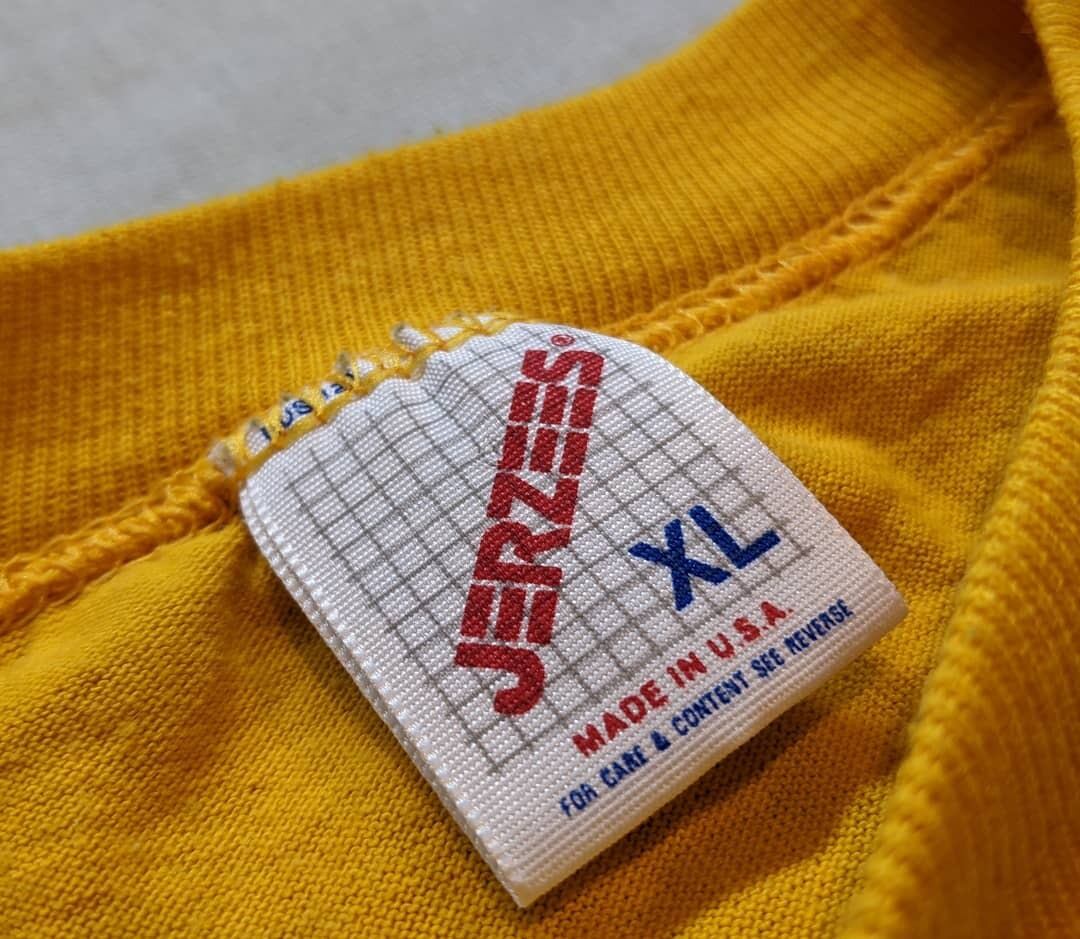 JERZEES®
XL
MADE IN U.S.A.
FOR CARE & CONTENT SEE REVERSE